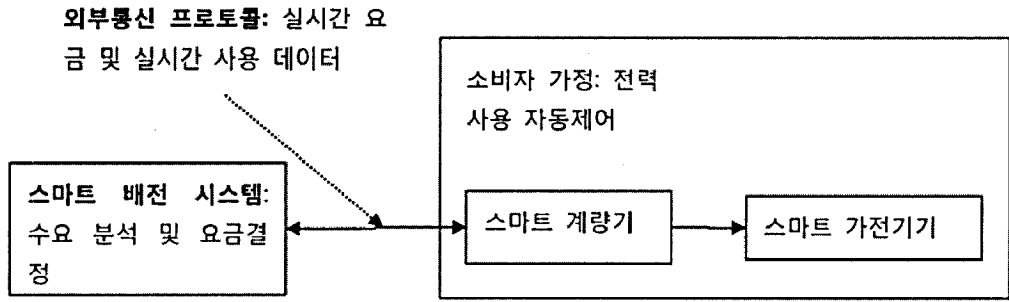 외부통신 프로토콜: 실시간 요
금 및 실시간 사용 데이터
소비자 가정: 전력
사용 자동제어
스마트 배전 시스템:
수요 분석 및 요금결
정
스마트 계량기
스마트 가전기기